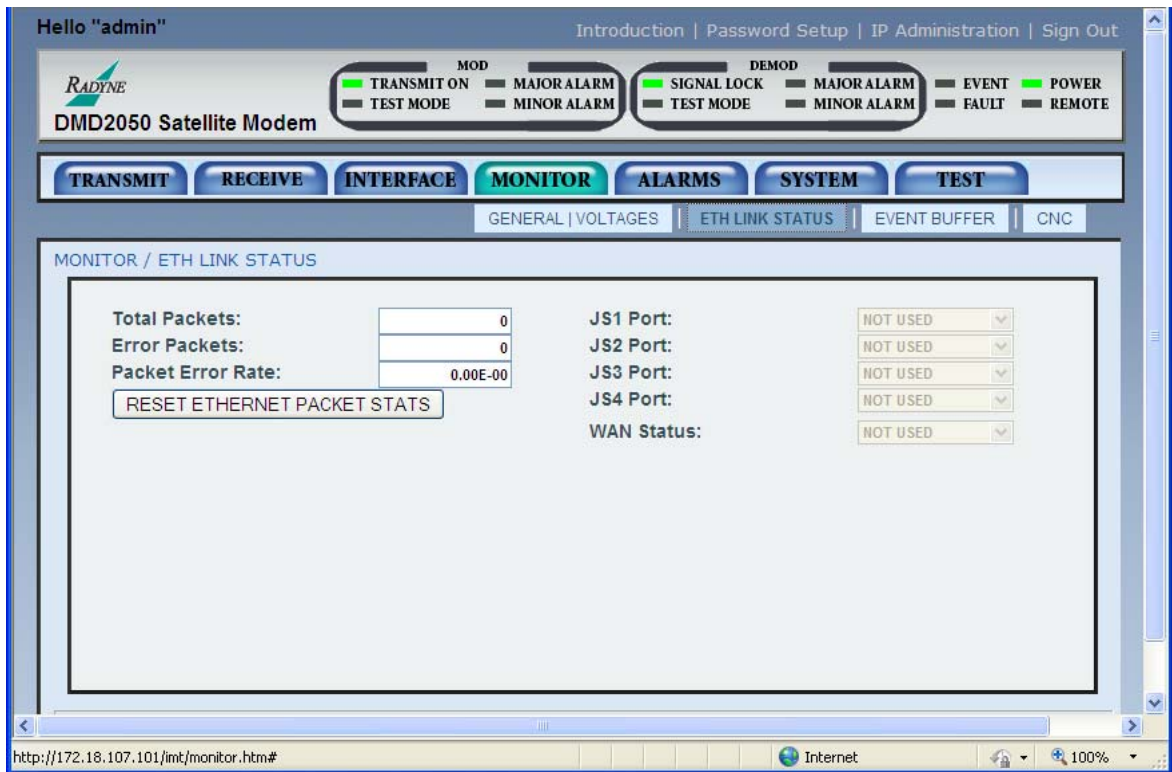 Hello "admin"
Introduction | Password Setup | IP Administration | Sign Out
RADYNE
DMD2050 Satellite Modem
MOD
TRANSMIT ON MAJOR ALARM
TEST MODE MINOR ALARM
DEMOD
SIGNAL LOCK MAJOR ALARM
TEST MODE MINOR ALARM
EVENT POWER
FAULT REMOTE
TRANSMIT RECEIVE INTERFACE MONITOR ALARMS SYSTEM TEST
GENERAL | VOLTAGES | ETH LINK STATUS | EVENT BUFFER | CNC
MONITOR / ETH LINK STATUS
Total Packets: 0
Error Packets: 0
Packet Error Rate: 0.00E-00
RESET ETHERNET PACKET STATS
JS1 Port: NOT USED
JS2 Port: NOT USED
JS3 Port: NOT USED
JS4 Port: NOT USED
WAN Status: NOT USED
http://172.18.107.101/imt/monitor.htm# Internet 100%